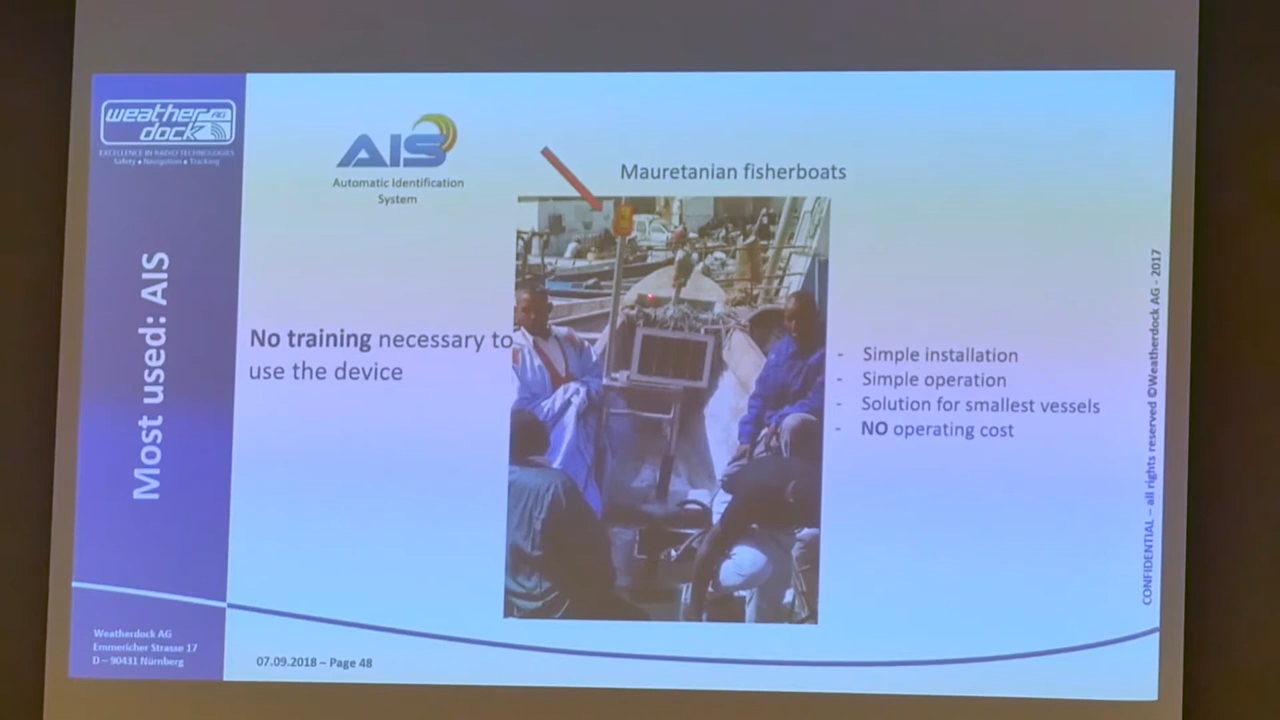 weather AG
dock
EXCELLENCE IN RADIO TECHNOLOGIES
Safety • Navigation • Tracking
Most used: AIS
Weatherdock AG
Emmericher Strasse 17
D – 90431 Nürnberg
AIS
Automatic Identification
System
Mauretanian fisherboats
No training necessary to
use the device
- Simple installation
- Simple operation
- Solution for smallest vessels
- NO operating cost
07.09.2018 – Page 48
CONFIDENTIAL – all rights reserved ©Weatherdock AG - 2017